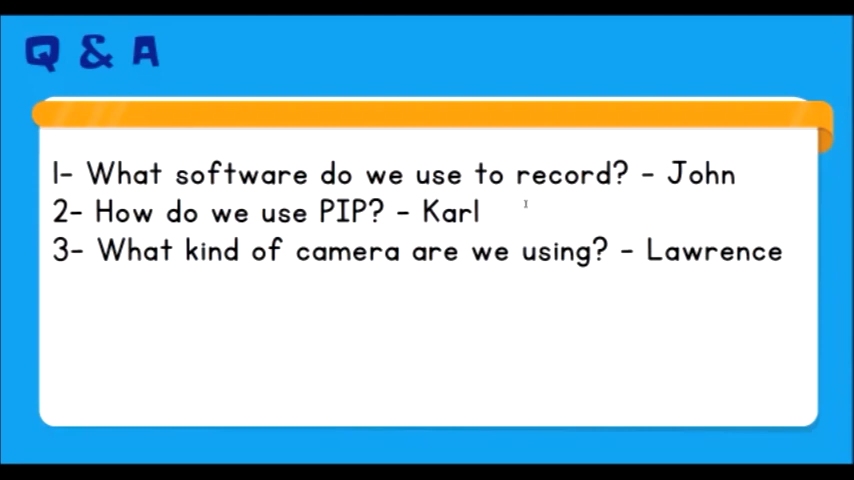 Q & A
1- What software do we use to record? - John
2- How do we use PIP? - Karl
3- What kind of camera are we using? - Lawrence